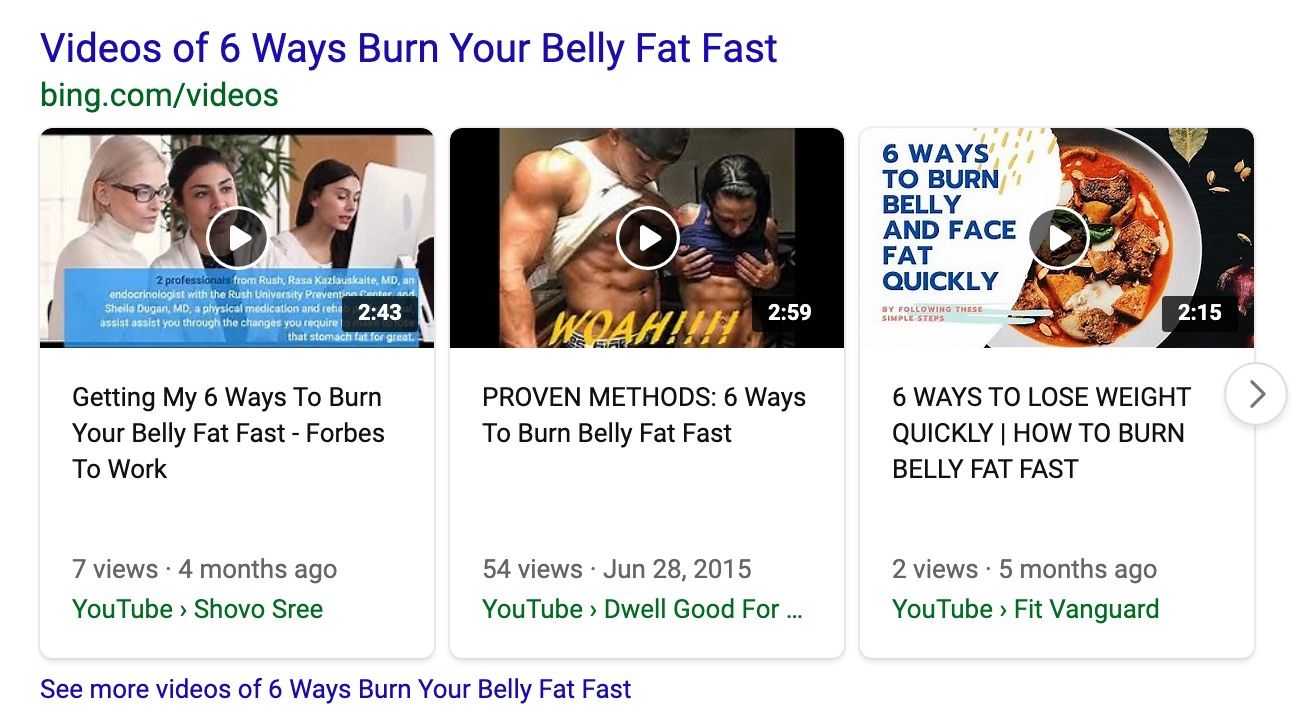 Videos of 6 Ways Burn Your Belly Fat Fast
bing.com/videos
2 professionals from Rush, Rasa Kazlauskaite, MD, an
endocrinologist with the Rush University Prevention Center, and
Sheila Dugan, MD, a physical medication and
assist assist you through the changes you require to make to lose
that stomach fat for great.
2:43
Getting My 6 Ways To Burn
Your Belly Fat Fast - Forbes
To Work
7 views · 4 months ago
YouTube › Shovo Sree
WOAH!!!!
2:59
PROVEN METHODS: 6 Ways
To Burn Belly Fat Fast
54 views · Jun 28, 2015
YouTube › Dwell Good For ...
6 WAYS
TO BURN
BELLY
AND FACE
FAT
QUICKLY
BY FOLLOWING THESE
SIMPLE STEPS
2:15
6 WAYS TO LOSE WEIGHT
QUICKLY | HOW TO BURN
BELLY FAT FAST
2 views · 5 months ago
YouTube › Fit Vanguard
See more videos of 6 Ways Burn Your Belly Fat Fast